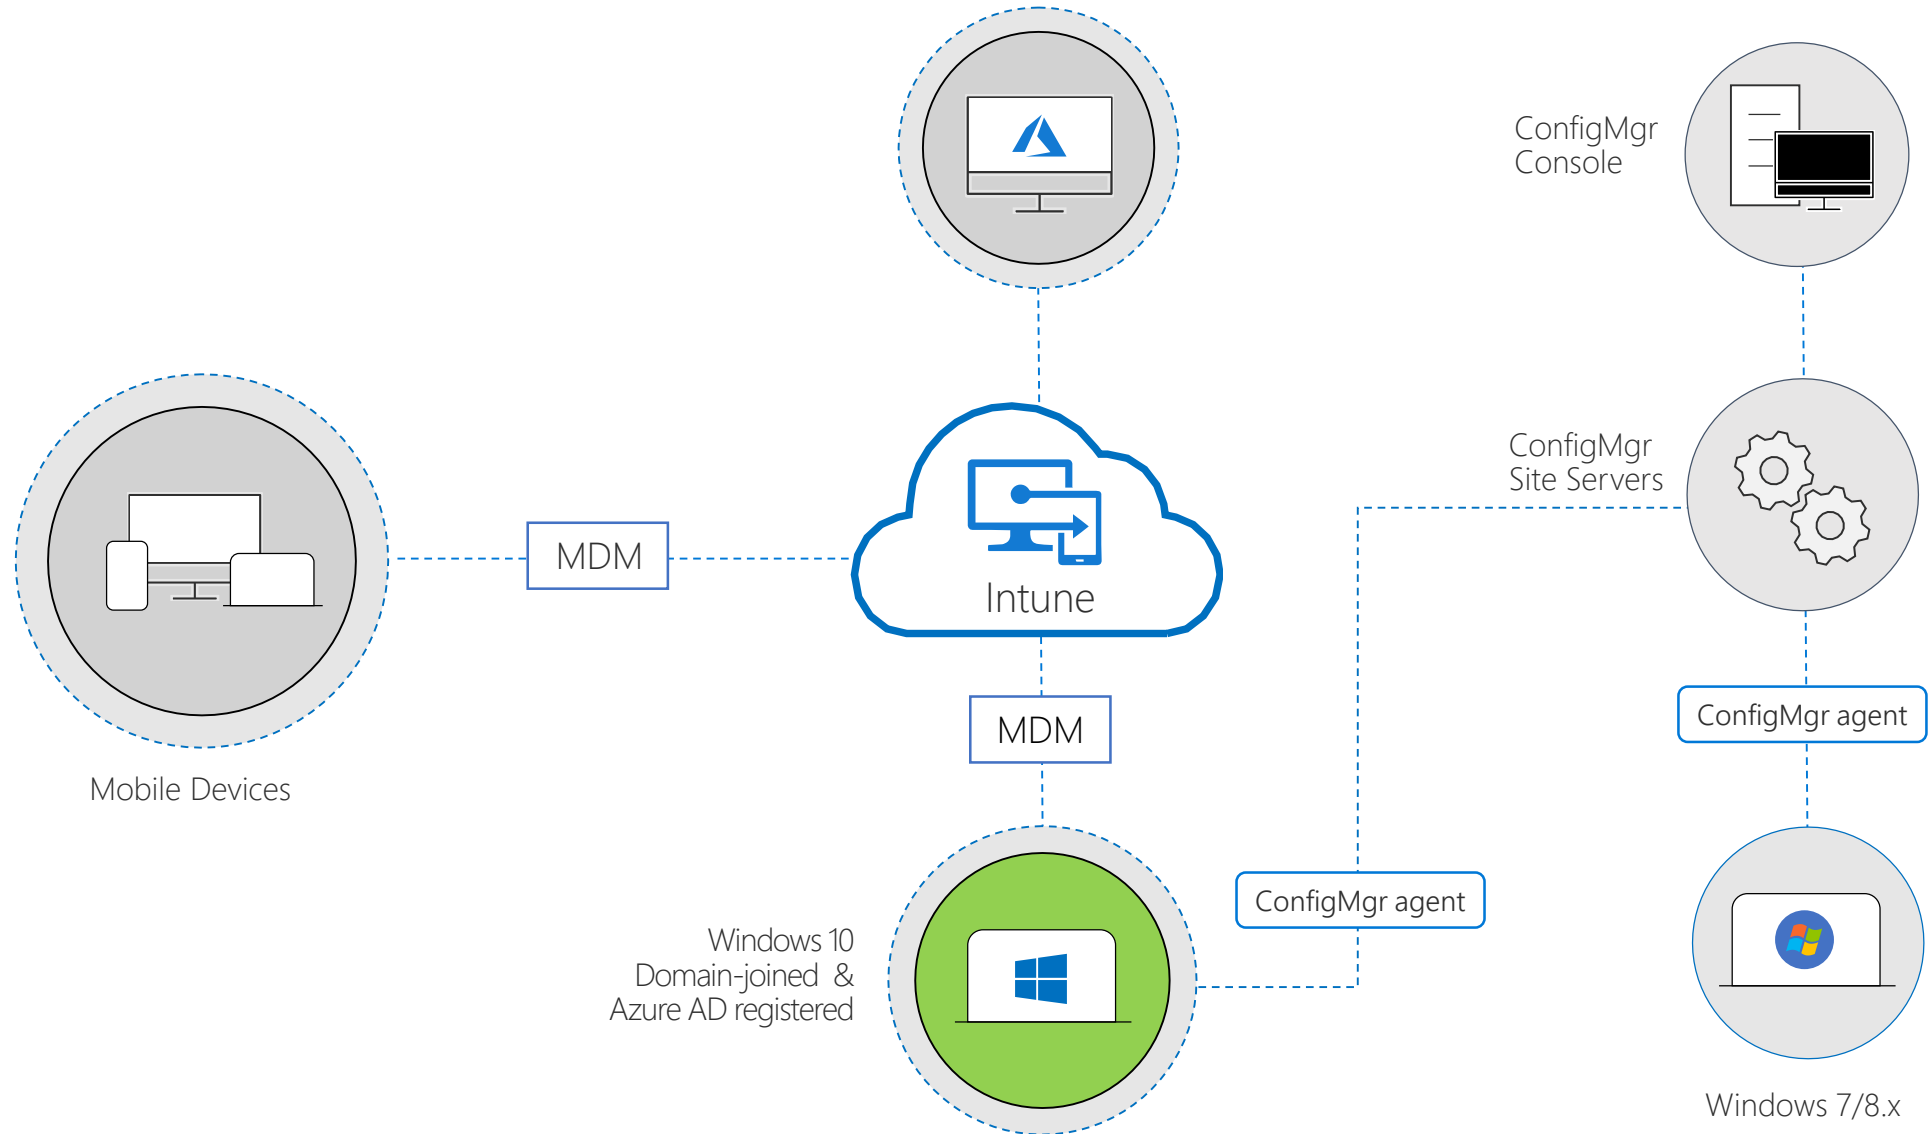 ConfigMgr
Console
ConfigMgr
Site Servers
MDM
Intune
MDM
ConfigMgr agent
Mobile Devices
ConfigMgr agent
Windows 10
Domain-joined &
Azure AD registered
Windows 7/8.x